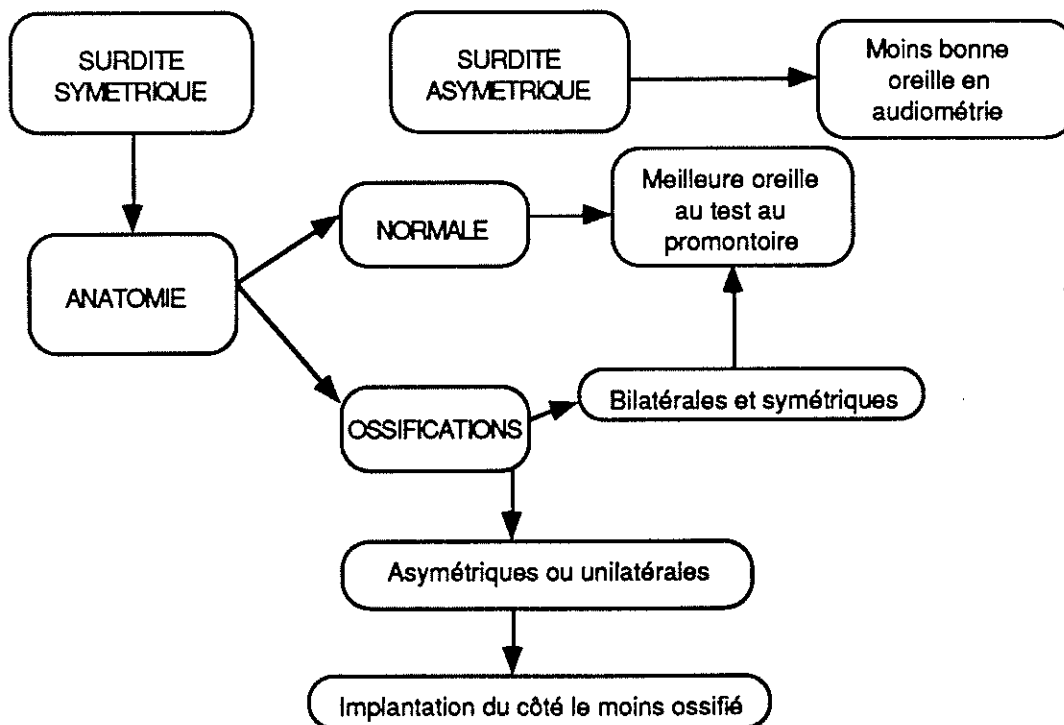 SURDITE
SYMETRIQUE
SURDITE
ASYMETRIQUE
Moins bonne
oreille en
audiométrie
Meilleure oreille
au test au
promontoire
NORMALE
ANATOMIE
OSSIFICATIONS
Bilatérales et symétriques
Asymétriques ou unilatérales
Implantation du côté le moins ossifié